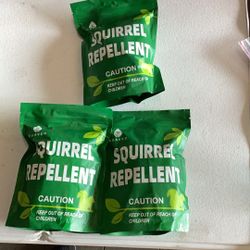 SQUIRREL
REPELLENT
CAUTION
KEEP OUT OF REACH OF
CHILDREN
SQUIRREL
REPELLENT
CAUTION
KEEP OUT OF REACH OF
CHILDREN
SQUIRREL
REPELLENT
CAUTION
KEEP OUT OF REACH OF
CHILDREN